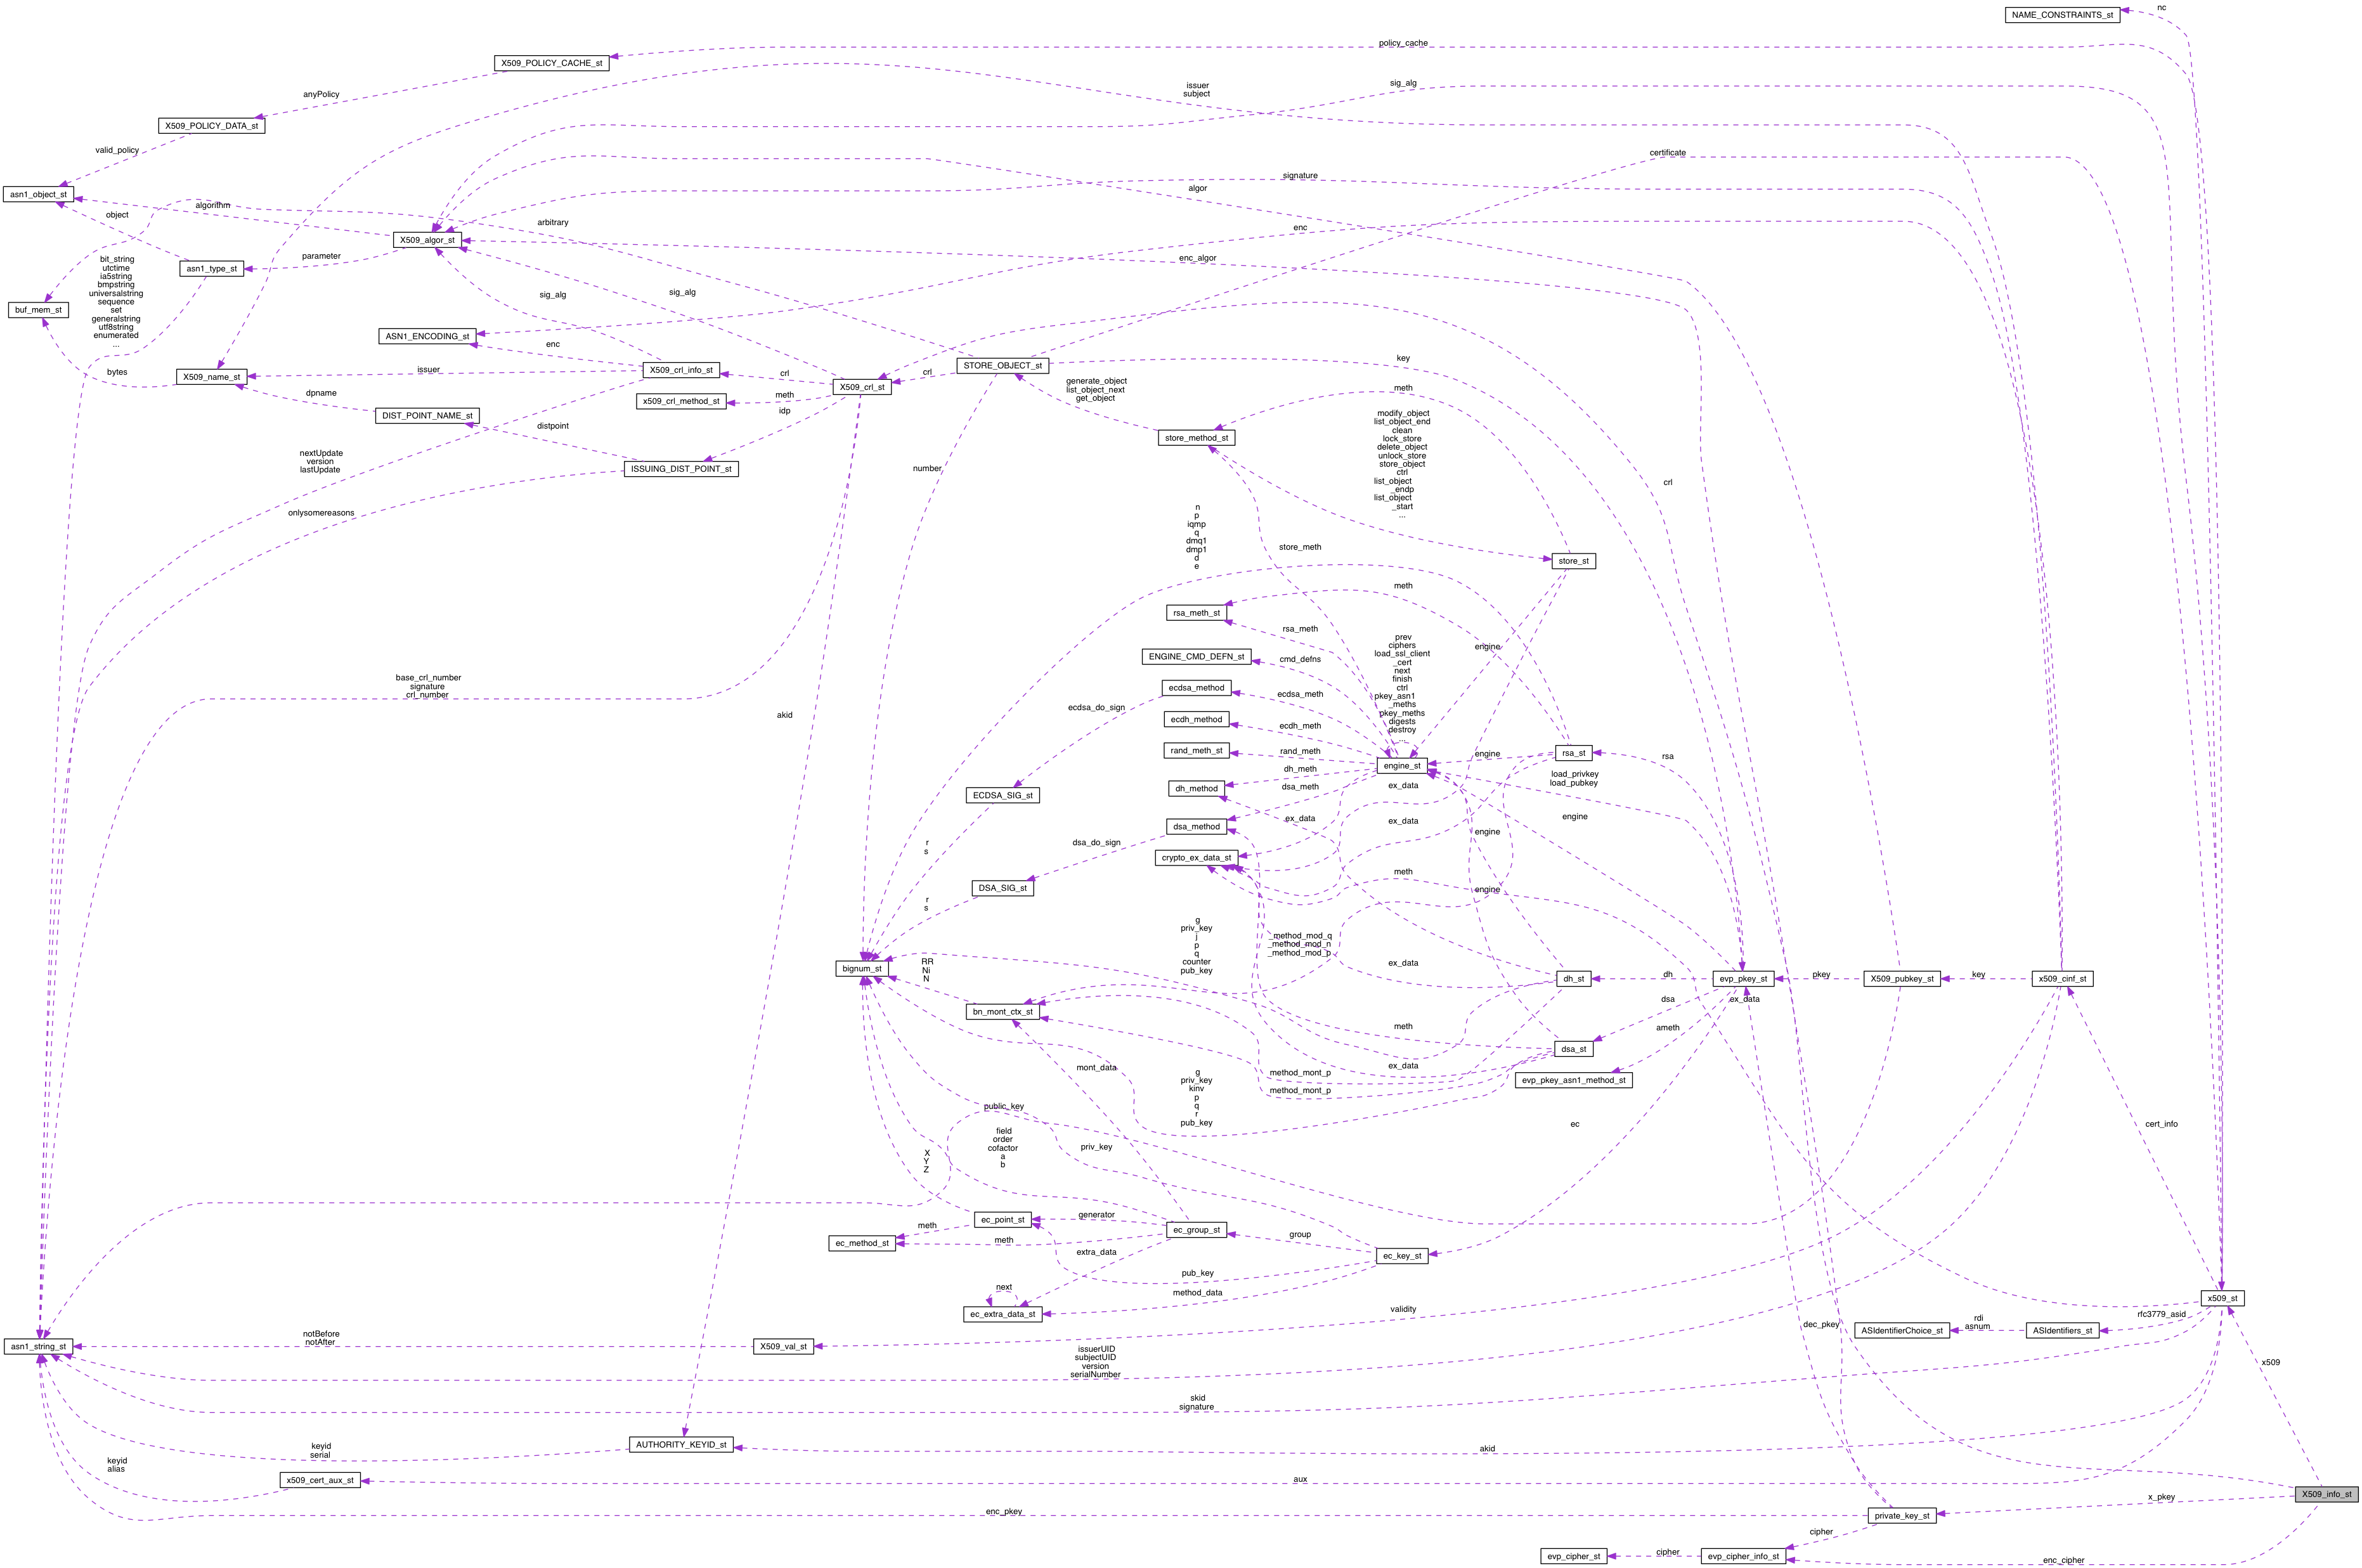 NAME_CONSTRAINTS_st
nc
policy_cache
X509_POLICY_CACHE_st
issuer
subject
sig_alg
anyPolicy
X509_POLICY_DATA_st
valid_policy
certificate
signature
algor
asn1_object_st
algorithm
object
arbitrary
enc
X509_algor_st
parameter
enc_algor
asn1_type_st
bit_string
utctime
ia5string
bmpstring
universalstring
sequence
set
generalstring
utf8string
enumerated
...
sig_alg
sig_alg
buf_mem_st
ASN1_ENCODING_st
enc
key
STORE_OBJECT_st
bytes
X509_name_st
issuer
X509_crl_info_st
crl
X509_crl_st
crl
generate_object
list_object_next
get_object
meth
dpname
x509_crl_method_st
meth
idp
DIST_POINT_NAME_st
distpoint
store_method_st
modify_object
list_object_end
clean
lock_store
delete_object
unlock_store
store_object
ctrl
list_object
_endp
list_object
_start
...
nextUpdate
version
lastUpdate
ISSUING_DIST_POINT_st
number
crl
onlysomereasons
n
p
iqmp
q
dmq1
dmp1
d
e
store_meth
store_st
meth
rsa_meth_st
rsa_meth
prev
ciphers
load_ssl_client
_cert
next
finish
ctrl
pkey_asn1
_meths
pkey_meths
digests
destroy
...
engine
ENGINE_CMD_DEFN_st
cmd_defns
base_crl_number
signature
crl_number
ecdsa_method
ecdsa_meth
ecdsa_do_sign
ecdh_method
ecdh_meth
akid
rand_meth_st
rand_meth
engine
rsa_st
rsa
engine_st
dh_meth
load_privkey
load_pubkey
dh_method
dsa_meth
ex_data
ECDSA_SIG_st
ex_data
ex_data
engine
engine
dsa_method
dsa_do_sign
r
s
crypto_ex_data_st
meth
DSA_SIG_st
engine
r
s
g
priv_key
j
p
q
counter
pub_key
_method_mod_q
_method_mod_n
_method_mod_p
bignum_st
RR
Ni
N
ex_data
dh_st
dh
evp_pkey_st
pkey
X509_pubkey_st
key
x509_cinf_st
bn_mont_ctx_st
dsa
ex_data
meth
ameth
dsa_st
mont_data
g
priv_key
kinv
p
q
r
pub_key
method_mont_p
ex_data
method_mont_p
evp_pkey_asn1_method_st
public_key
ec
cert_info
field
order
cofactor
a
b
priv_key
X
Y
Z
ec_point_st
generator
ec_group_st
meth
ec_method_st
meth
group
ec_key_st
extra_data
pub_key
next
method_data
ec_extra_data_st
x509_st
validity
rfc3779_asid
dec_pkey
ASIdentifierChoice_st
rdi
asnum
ASIdentifiers_st
asn1_string_st
notBefore
notAfter
X509_val_st
issuerUID
subjectUID
version
serialNumber
x509
skid
signature
keyid
serial
AUTHORITY_KEYID_st
akid
keyid
alias
x509_cert_aux_st
aux
X509_info_st
x_pkey
enc_pkey
private_key_st
cipher
evp_cipher_st
cipher
evp_cipher_info_st
enc_cipher